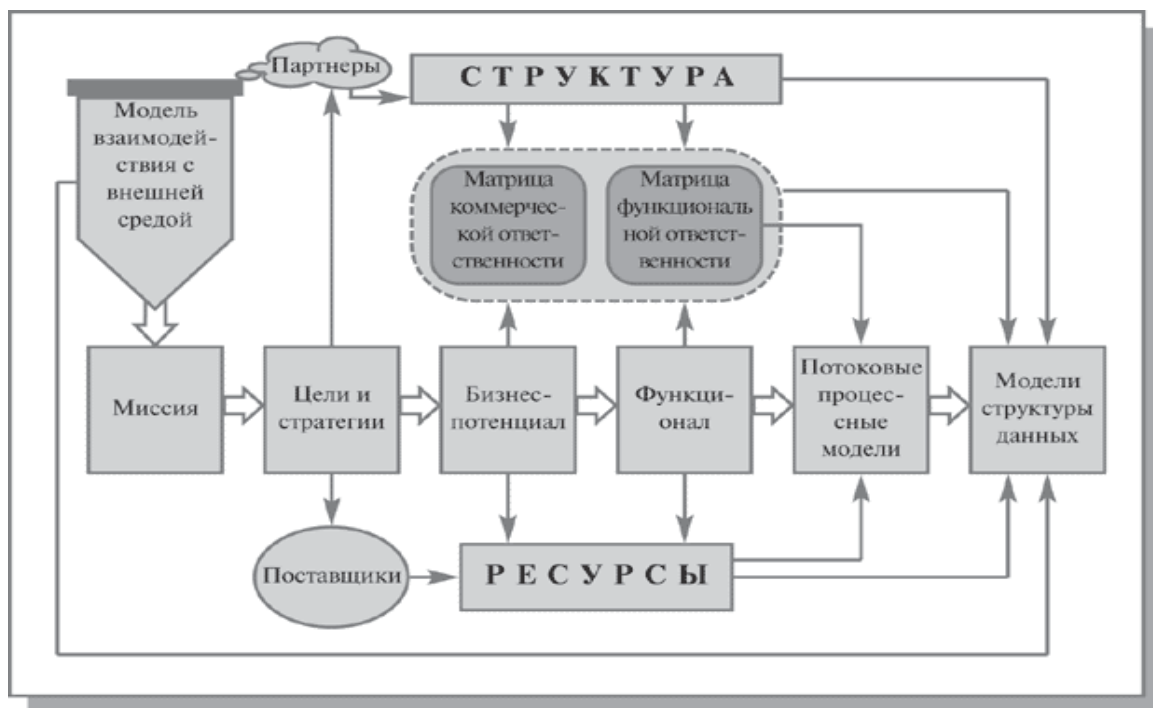 Партнеры
СТРУКТУРА
Модель
взаимодей-
ствия с
внешней
средой
Матрица
коммерчес-
кой ответ-
ственности
Матрица
функциональ
ной ответст-
венности
Миссия
Цели и
стратегии
Бизнес-
потенциал
Функци-
онал
Потоковые
процес-
сные
модели
Модели
структуры
данных
Поставщики
РЕСУРСЫ